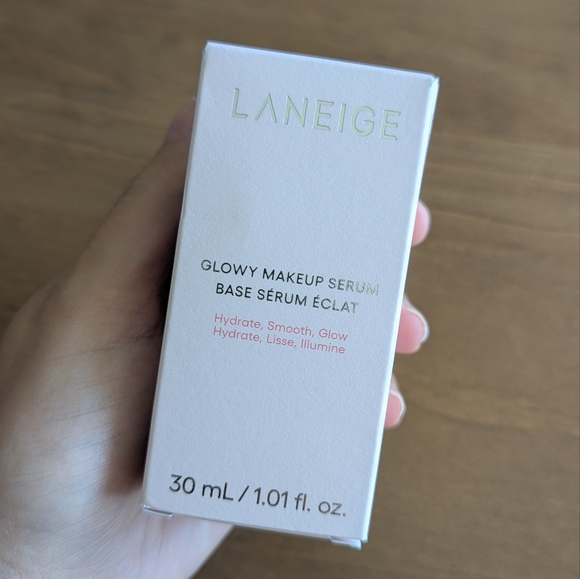 LANEIGE
GLOWY MAKEUP SERUM
BASE SÉRUM ÉCLAT
Hydrate, Smooth, Glow
Hydrate, Lisse, Illumine
30 mL / 1.01 fl. oz.